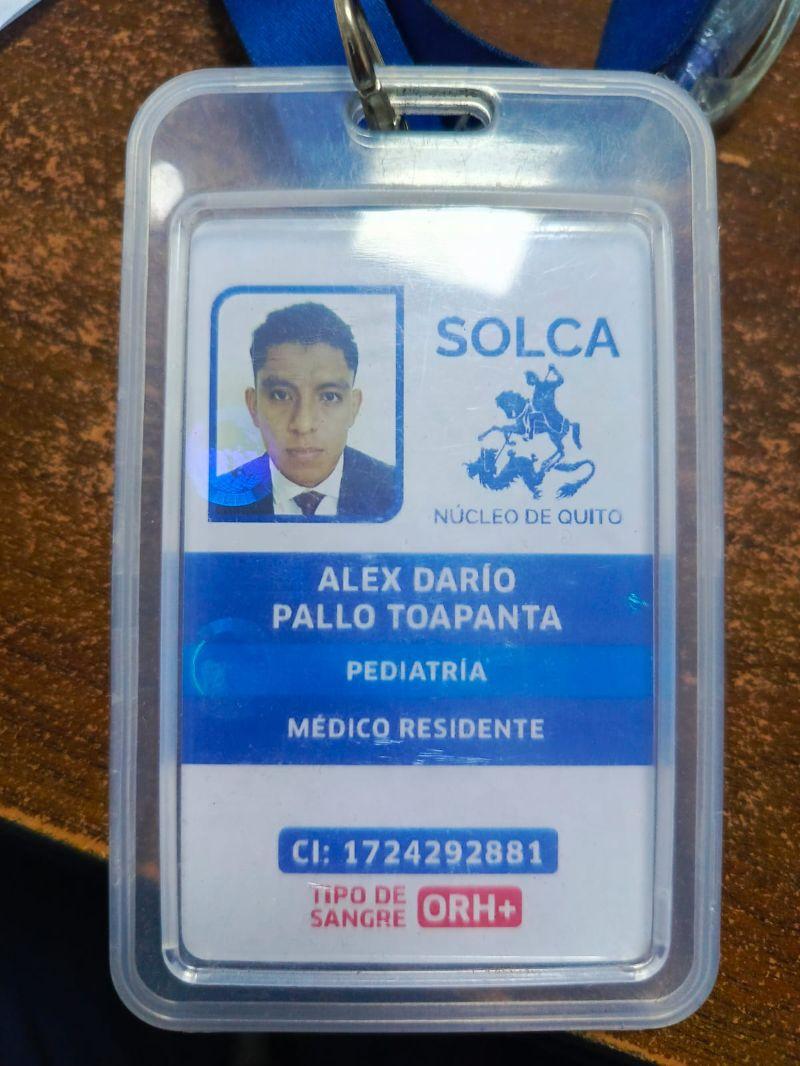 SOLCA
NÚCLEO DE QUITO
ALEX DARÍO
PALLO TOAPANTA
PEDIATRÍA
MÉDICO RESIDENTE
CI: 1724292881
TIPO DE
SANGRE ORH+